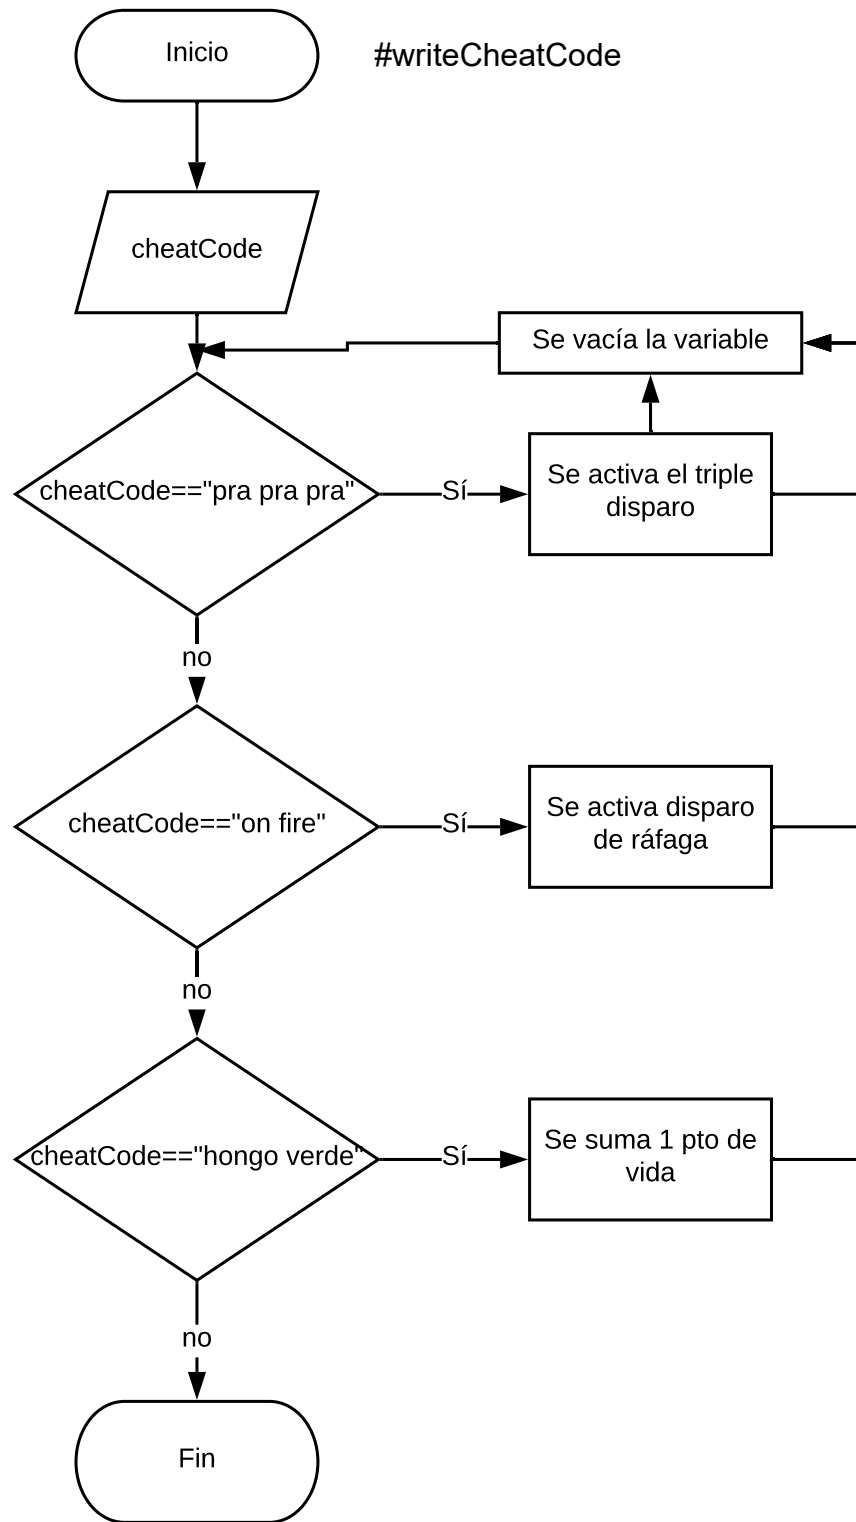 Inicio
#writeCheatCode
cheatCode
Se vacía la variable
cheatCode=="pra pra pra"
Sí
Se activa el triple
disparo
no
cheatCode=="on fire"
Sí
Se activa disparo
de ráfaga
no
cheatCode=="hongo verde"
Sí
Se suma 1 pto de
vida
no
Fin